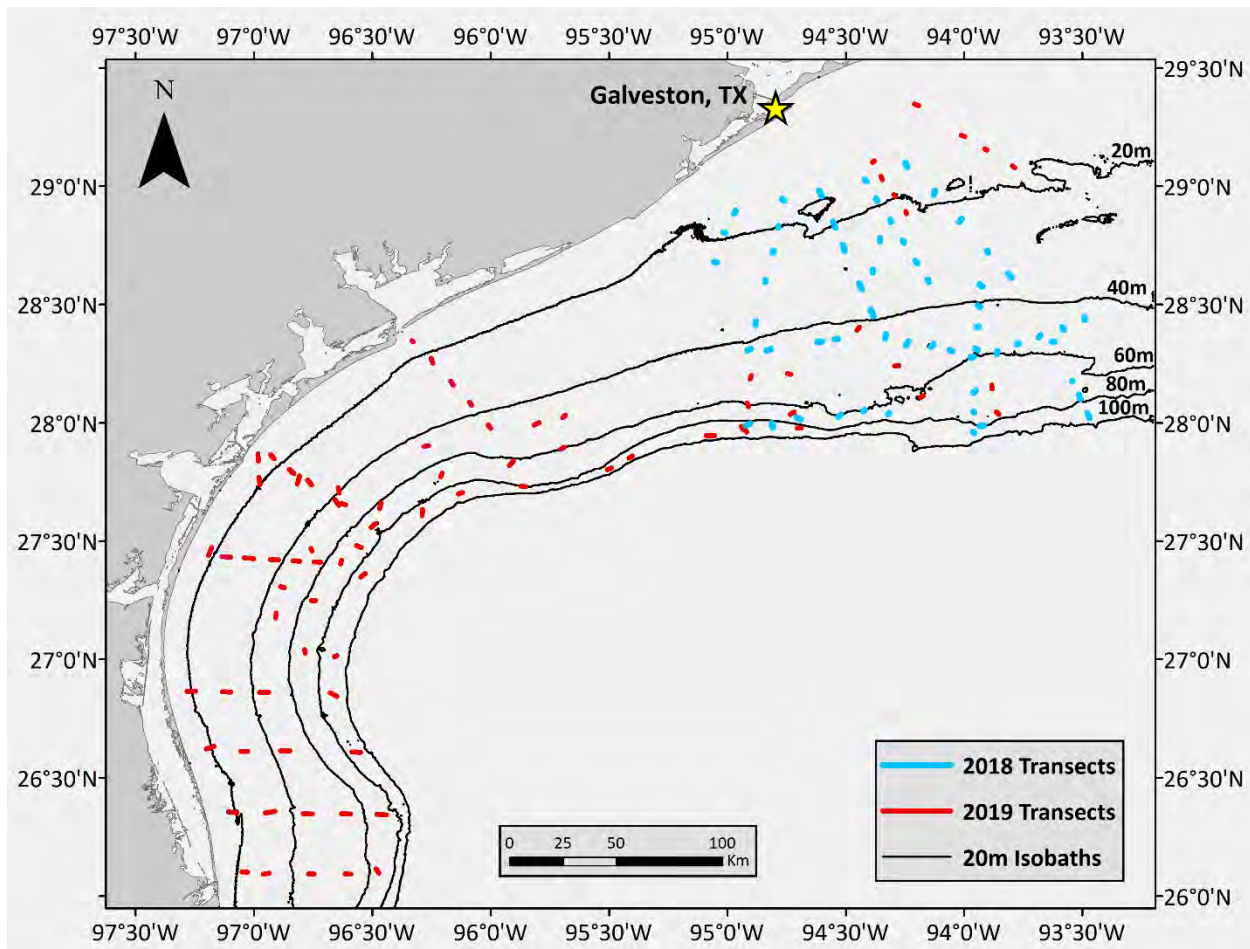 97°30'W 97°0'W 96°30'W 96°0'W 95°30'W 95°0'W 94°30'W 94°0'W 93°30'W
29°30'N
N
Galveston, TX
20m
29°0'N 29°0'N
40m
28°30'N 28°30'N
60m
80m
100m
28°0'N 28°0'N
27°30'N 27°30'N
27°0'N 27°0'N
26°30'N 26°30'N
2018 Transects
2019 Transects
20m Isobaths
0 25 50 100
Km
26°0'N 26°0'N
97°30'W 97°0'W 96°30'W 96°0'W 95°30'W 95°0'W 94°30'W 94°0'W 93°30'W